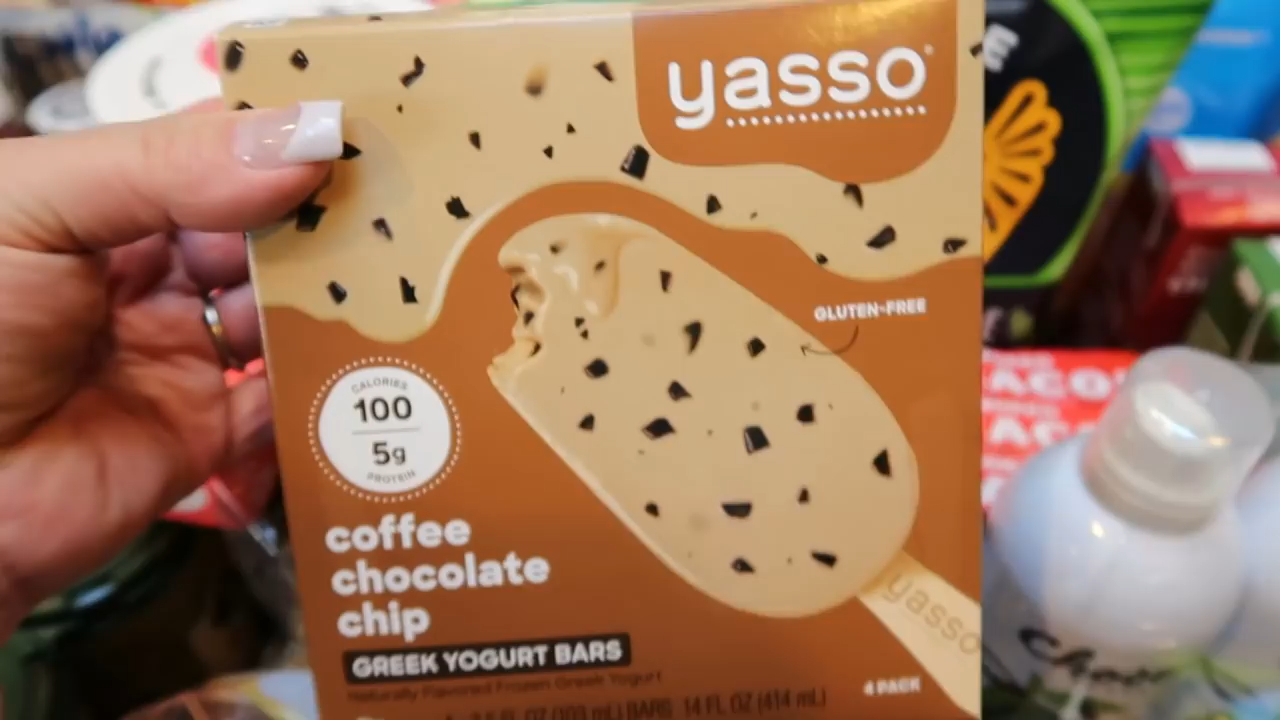 yasso
GLUTEN-FREE
CALORIES
100
5g
PROTEIN
coffee
chocolate
chip
GREEK YOGURT BARS
Naturally Flavored Frozen Greek Yogurt
BARS 14 FL OZ (414 mL)
4 PACK
yasso